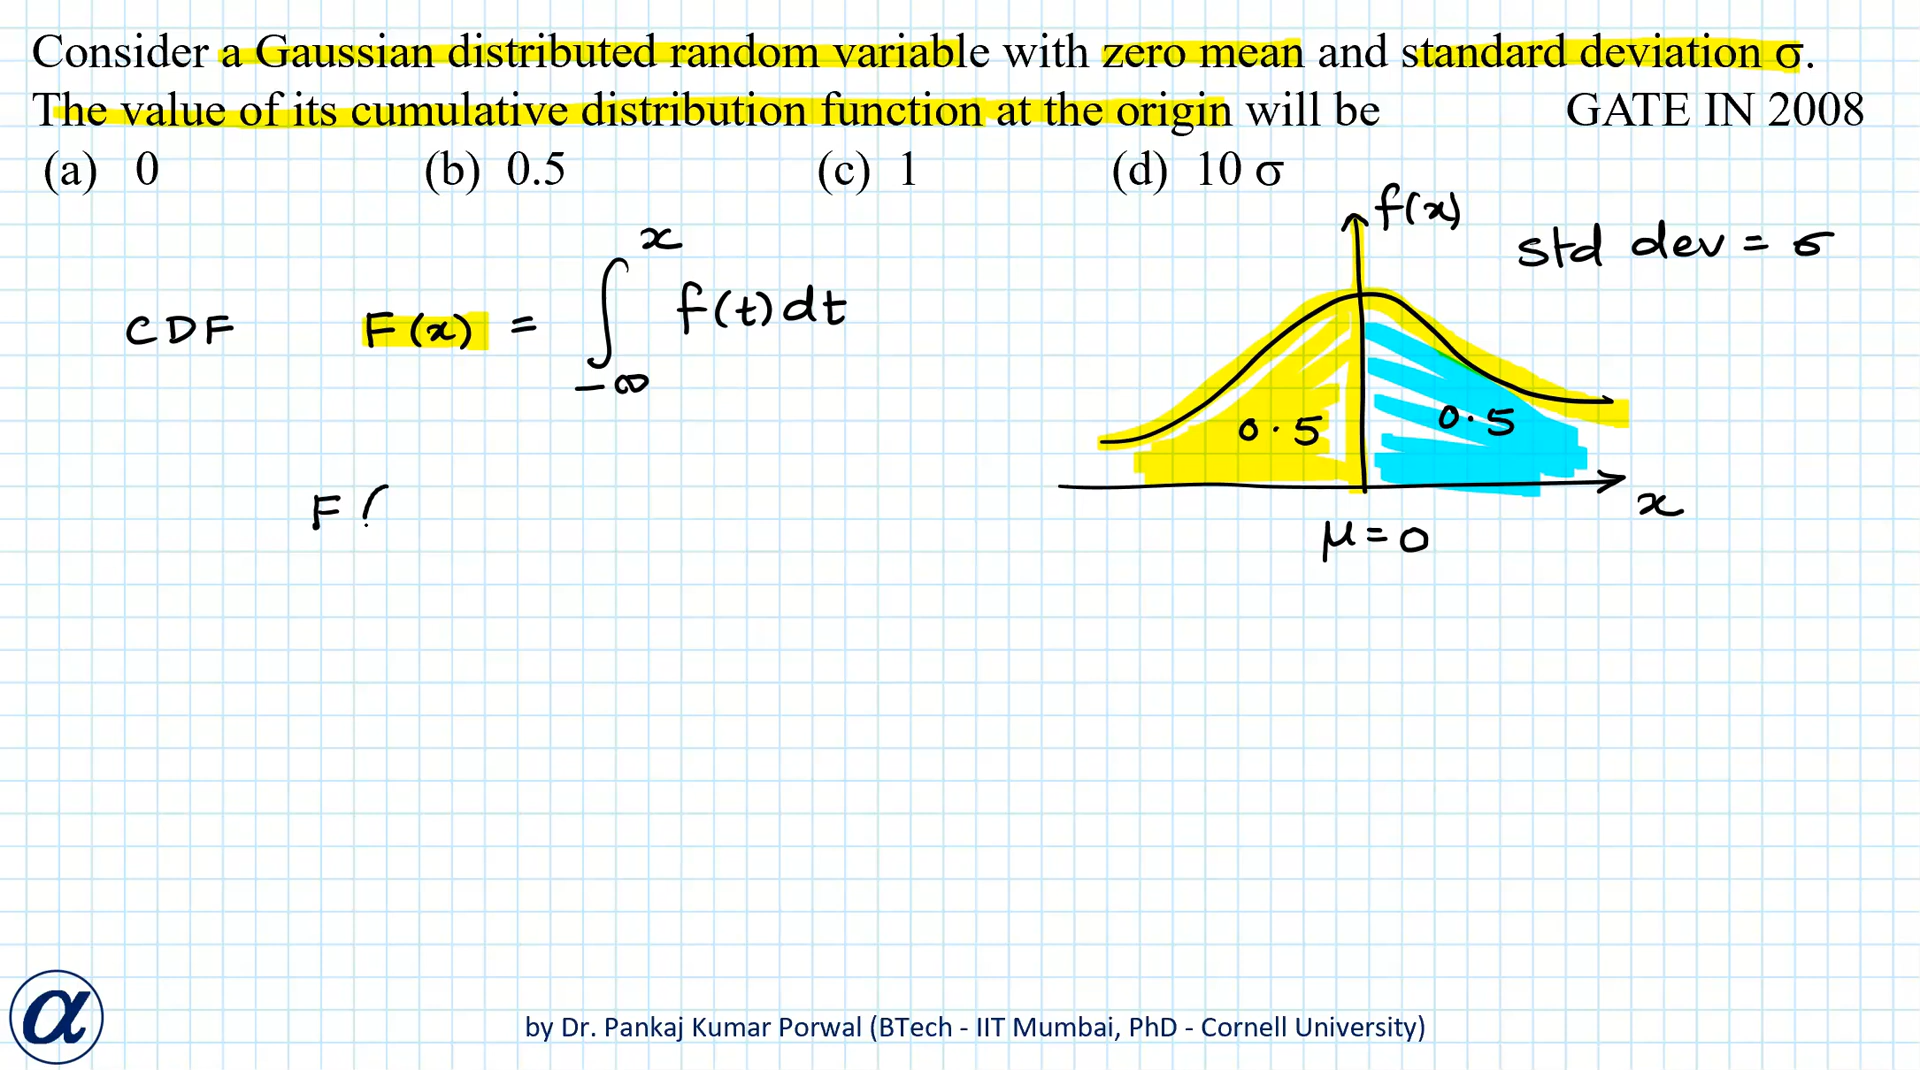 Consider a Gaussian distributed random variable with zero mean and standard deviation σ.
The value of its cumulative distribution function at the origin will be GATE IN 2008
(a) 0 (b) 0.5 (c) 1 (d) 10 σ
f(x)
std dev = σ
x
CDF F(x) = ∫ f(t) dt
-∞
0.5 0.5
F (
x
μ = 0
α
by Dr. Pankaj Kumar Porwal (BTech - IIT Mumbai, PhD - Cornell University)